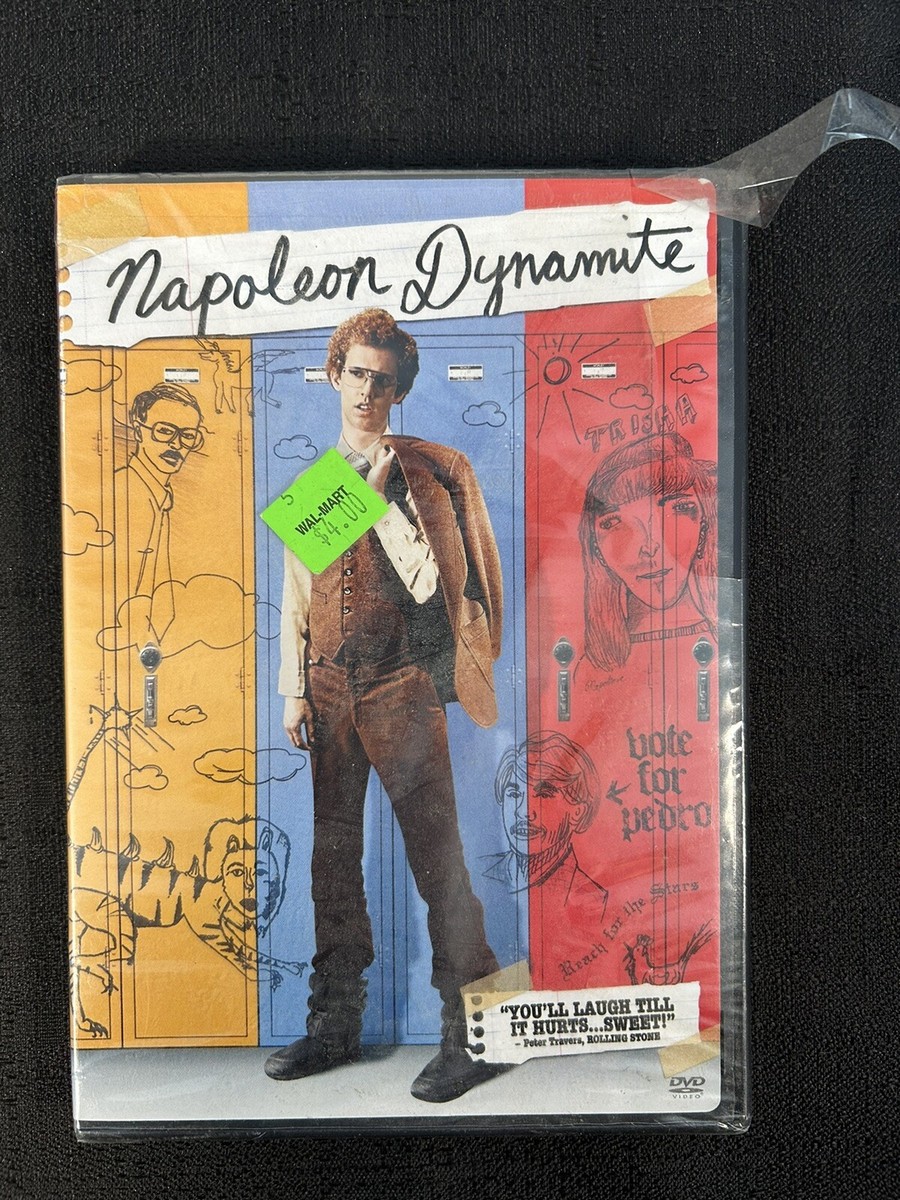 Napoleon Dynamite
TRISHA
5
WAL-MART
$4.00
vote
for
pedro
Reach for the Stars
"YOU'LL LAUGH TILL
IT HURTS...SWEET!"
– Peter Travers, ROLLING STONE
DVD
VIDEO